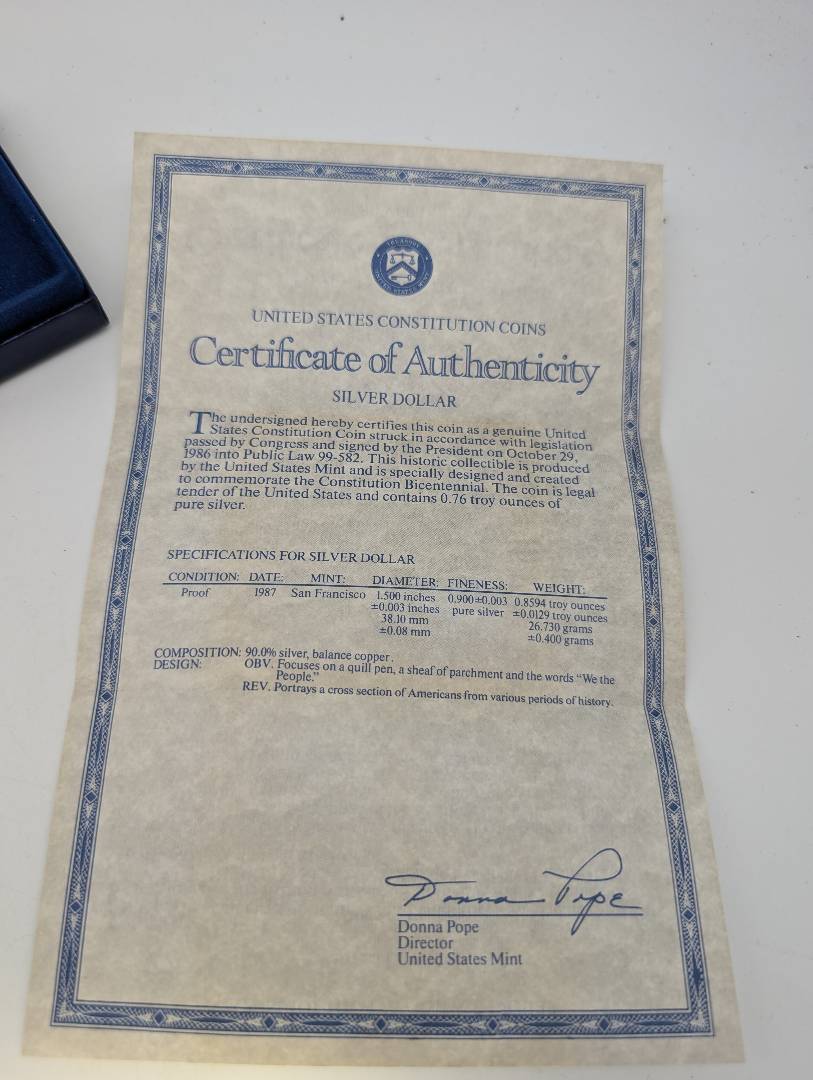 UNITED STATES CONSTITUTION COINS
Certificate of Authenticity
SILVER DOLLAR
The undersigned hereby certifies this coin as a genuine United
States Constitution Coin struck in accordance with legislation
passed by Congress and signed by the President on October 29,
1986 into Public Law 99-582. This historic collectible is produced
by the United States Mint and is specially designed and created
to commemorate the Constitution Bicentennial. The coin is legal
tender of the United States and contains 0.76 troy ounces of
pure silver.
SPECIFICATIONS FOR SILVER DOLLAR
CONDITION: DATE: MINT: DIAMETER: FINENESS: WEIGHT:
Proof 1987 San Francisco 1.500 inches 0.900±0.003 0.8594 troy ounces
±0.003 inches pure silver ±0.0129 troy ounces
38.10 mm 26.730 grams
±0.08 mm ±0.400 grams
COMPOSITION: 90.0% silver, balance copper.
DESIGN: OBV. Focuses on a quill pen, a sheaf of parchment and the words “We the
People.”
REV. Portrays a cross section of Americans from various periods of history.
Donna Pope
Donna Pope
Director
United States Mint